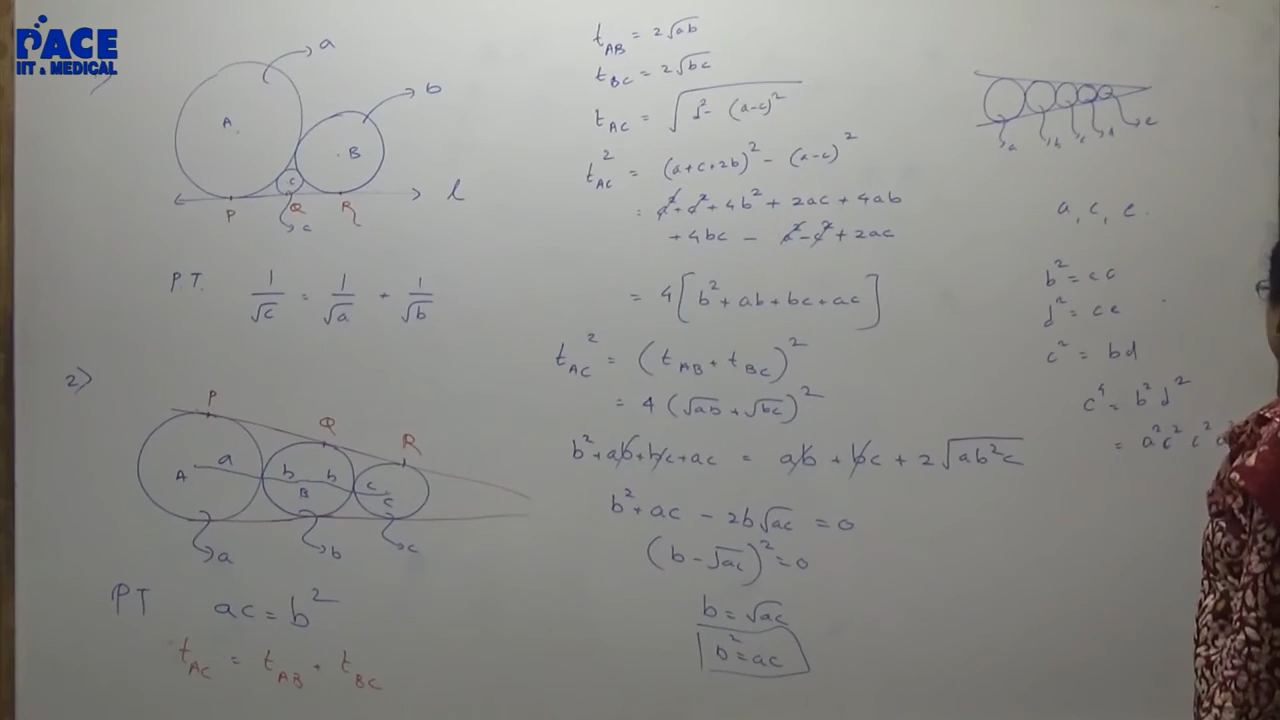 PACE
IIT & MEDICAL
a
b
A
B
C
l
P Q R
c
P.T. 1/√c = 1/√a + 1/√b
2)
P
Q
R
a
b b
c
A
B
C
a
b
c
PT ac = b²
t_AC = t_AB + t_BC
t_AB = 2√ab
t_BC = 2√bc
t_AC = √ - (a-c)²
t_AC² = (a+c+2b)² - (a-c)²
= a²+c²+4b²+2ac+4ab
+4bc - a²-c²+2ac
= 4[b²+ab+bc+ac]
t_AC² = (t_AB + t_BC)²
= 4(√ab+√bc)²
b²+ab+bc+ac = ab+bc+2√ab²c
b²+ac - 2b√ac = 0
(b-√ac)²=0
b = √ac
b²=ac
a b c d e
a, c, e.
d² = ce
c² = bd
c⁴ = b²d²